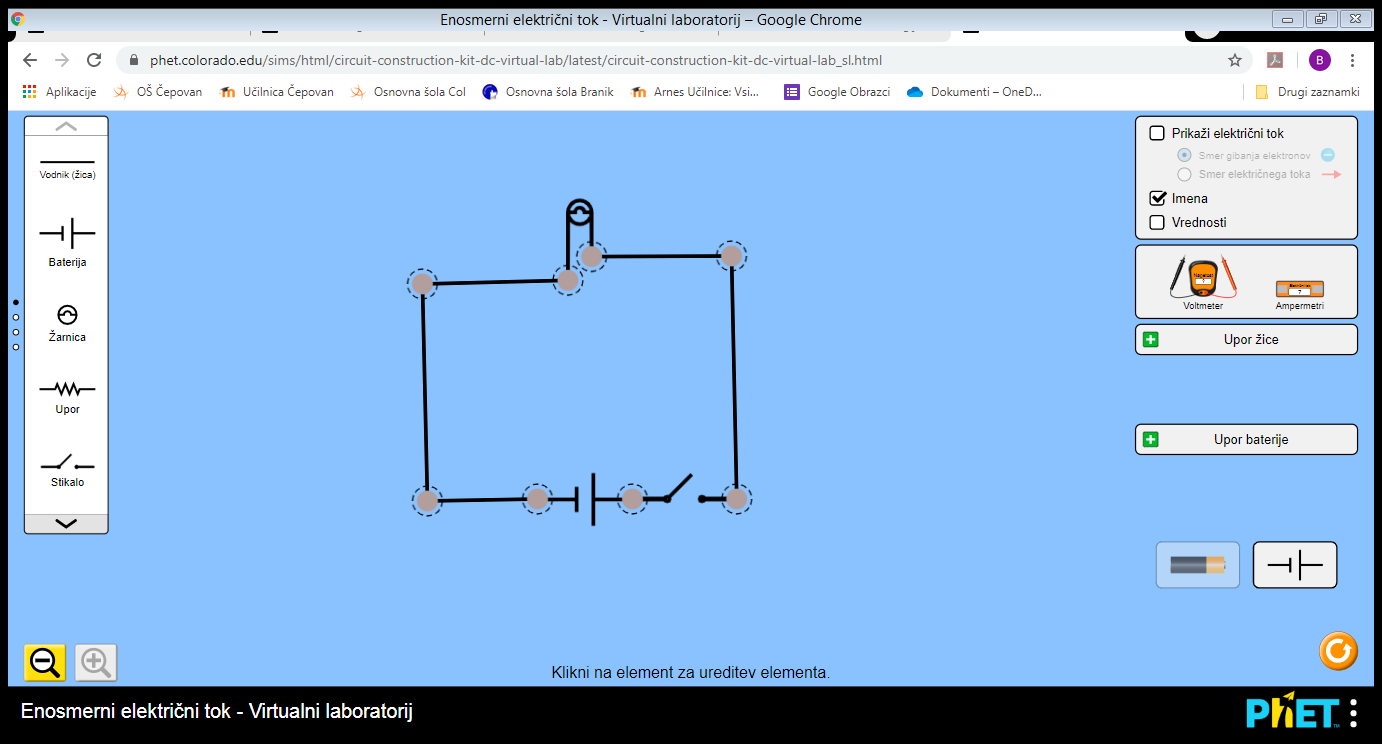 Enosmerni električni tok - Virtualni laboratorij – Google Chrome
phet.colorado.edu/sims/html/circuit-construction-kit-dc-virtual-lab/latest/circuit-construction-kit-dc-virtual-lab_sl.html
B
Aplikacije OŠ Čepovan Učilnica Čepovan Osnovna šola Col Osnovna šola Branik Arnes Učilnice: Vsi... Google Obrazci Dokumenti – OneD... Drugi zaznamki
Vodnik (žica)
Baterija
Žarnica
Upor
Stikalo
Prikaži električni tok
Smer gibanja elektronov
Smer električnega toka
Imena
Vrednosti
Napetost
?
Voltmeter
?
Ampermetri
Upor žice
Upor baterije
Klikni na element za ureditev elementa.
Enosmerni električni tok - Virtualni laboratorij
PhET